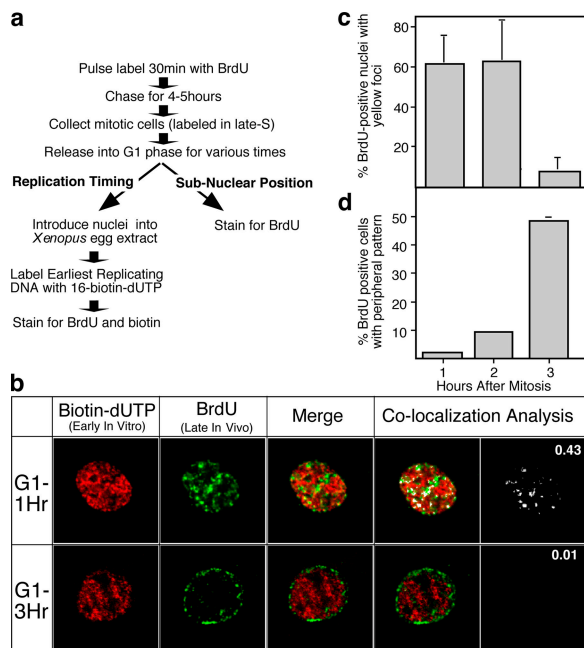 a
Pulse label 30min with BrdU
Chase for 4-5hours
Collect mitotic cells (labeled in late-S)
Release into G1 phase for various times
Replication Timing
Sub-Nuclear Position
Introduce nuclei into
Xenopus egg extract
Stain for BrdU
Label Earliest Replicating
DNA with 16-biotin-dUTP
Stain for BrdU and biotin
c
% BrdU-positive nuclei with
yellow foci
80
60
40
20
d
% BrdU positive cells
with peripheral pattern
50
40
30
20
10
1 2 3
Hours After Mitosis
b
Biotin-dUTP
(Early In Vitro)
BrdU
(Late In Vivo)
Merge
Co-localization Analysis
G1-
1Hr
0.43
G1-
3Hr
0.01